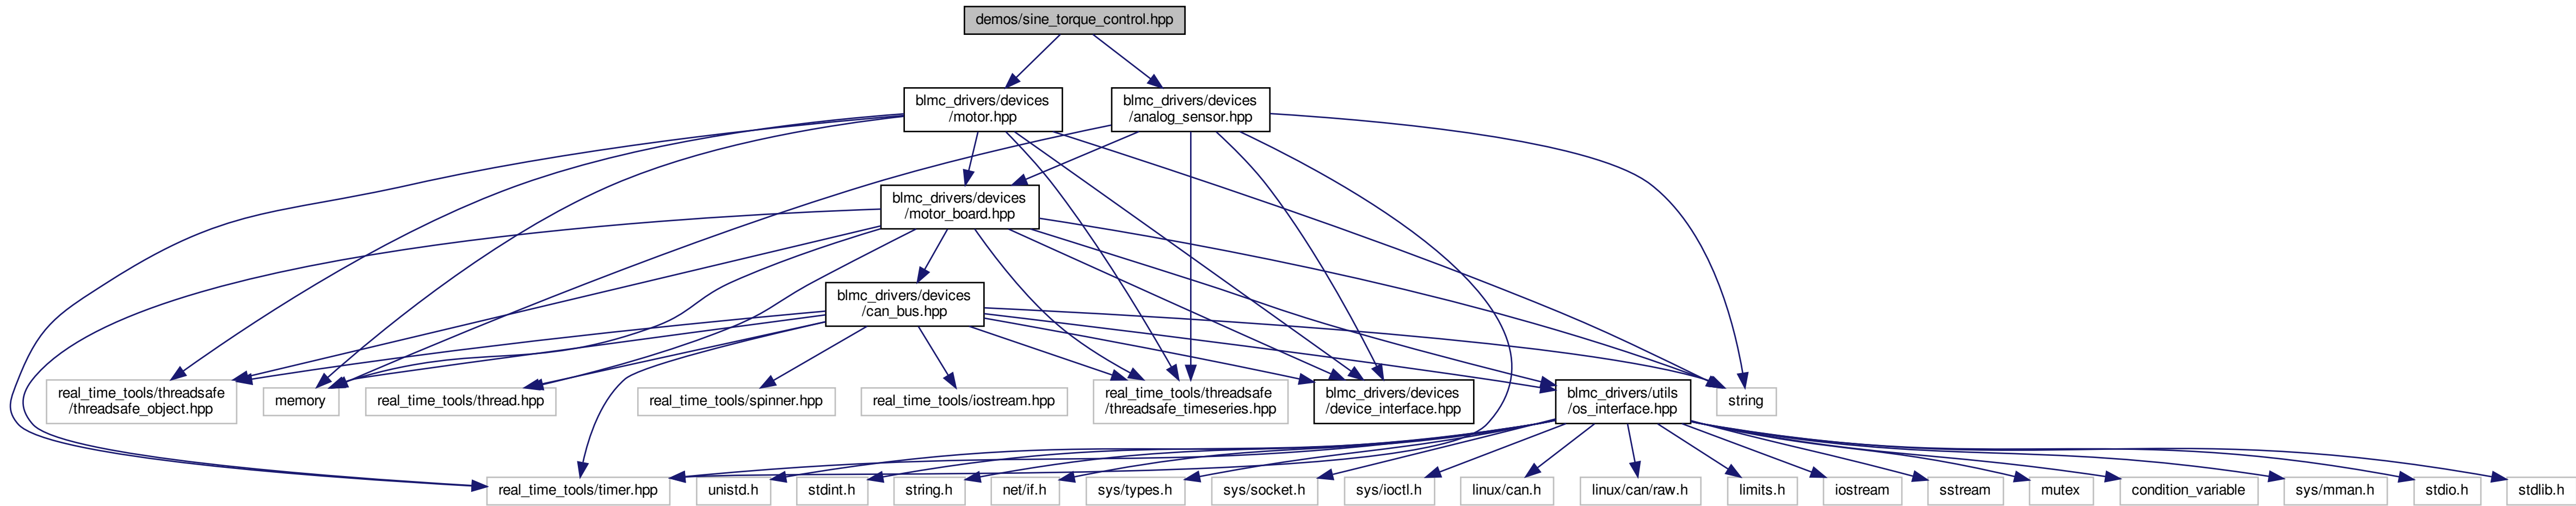 demos/sine_torque_control.hpp
blmc_drivers/devices
/motor.hpp
blmc_drivers/devices
/analog_sensor.hpp
blmc_drivers/devices
/motor_board.hpp
blmc_drivers/devices
/can_bus.hpp
real_time_tools/threadsafe
/threadsafe_object.hpp
memory
real_time_tools/thread.hpp
real_time_tools/spinner.hpp
real_time_tools/iostream.hpp
real_time_tools/threadsafe
/threadsafe_timeseries.hpp
blmc_drivers/devices
/device_interface.hpp
blmc_drivers/utils
/os_interface.hpp
string
real_time_tools/timer.hpp
unistd.h
stdint.h
string.h
net/if.h
sys/types.h
sys/socket.h
sys/ioctl.h
linux/can.h
linux/can/raw.h
limits.h
iostream
sstream
mutex
condition_variable
sys/mman.h
stdio.h
stdlib.h